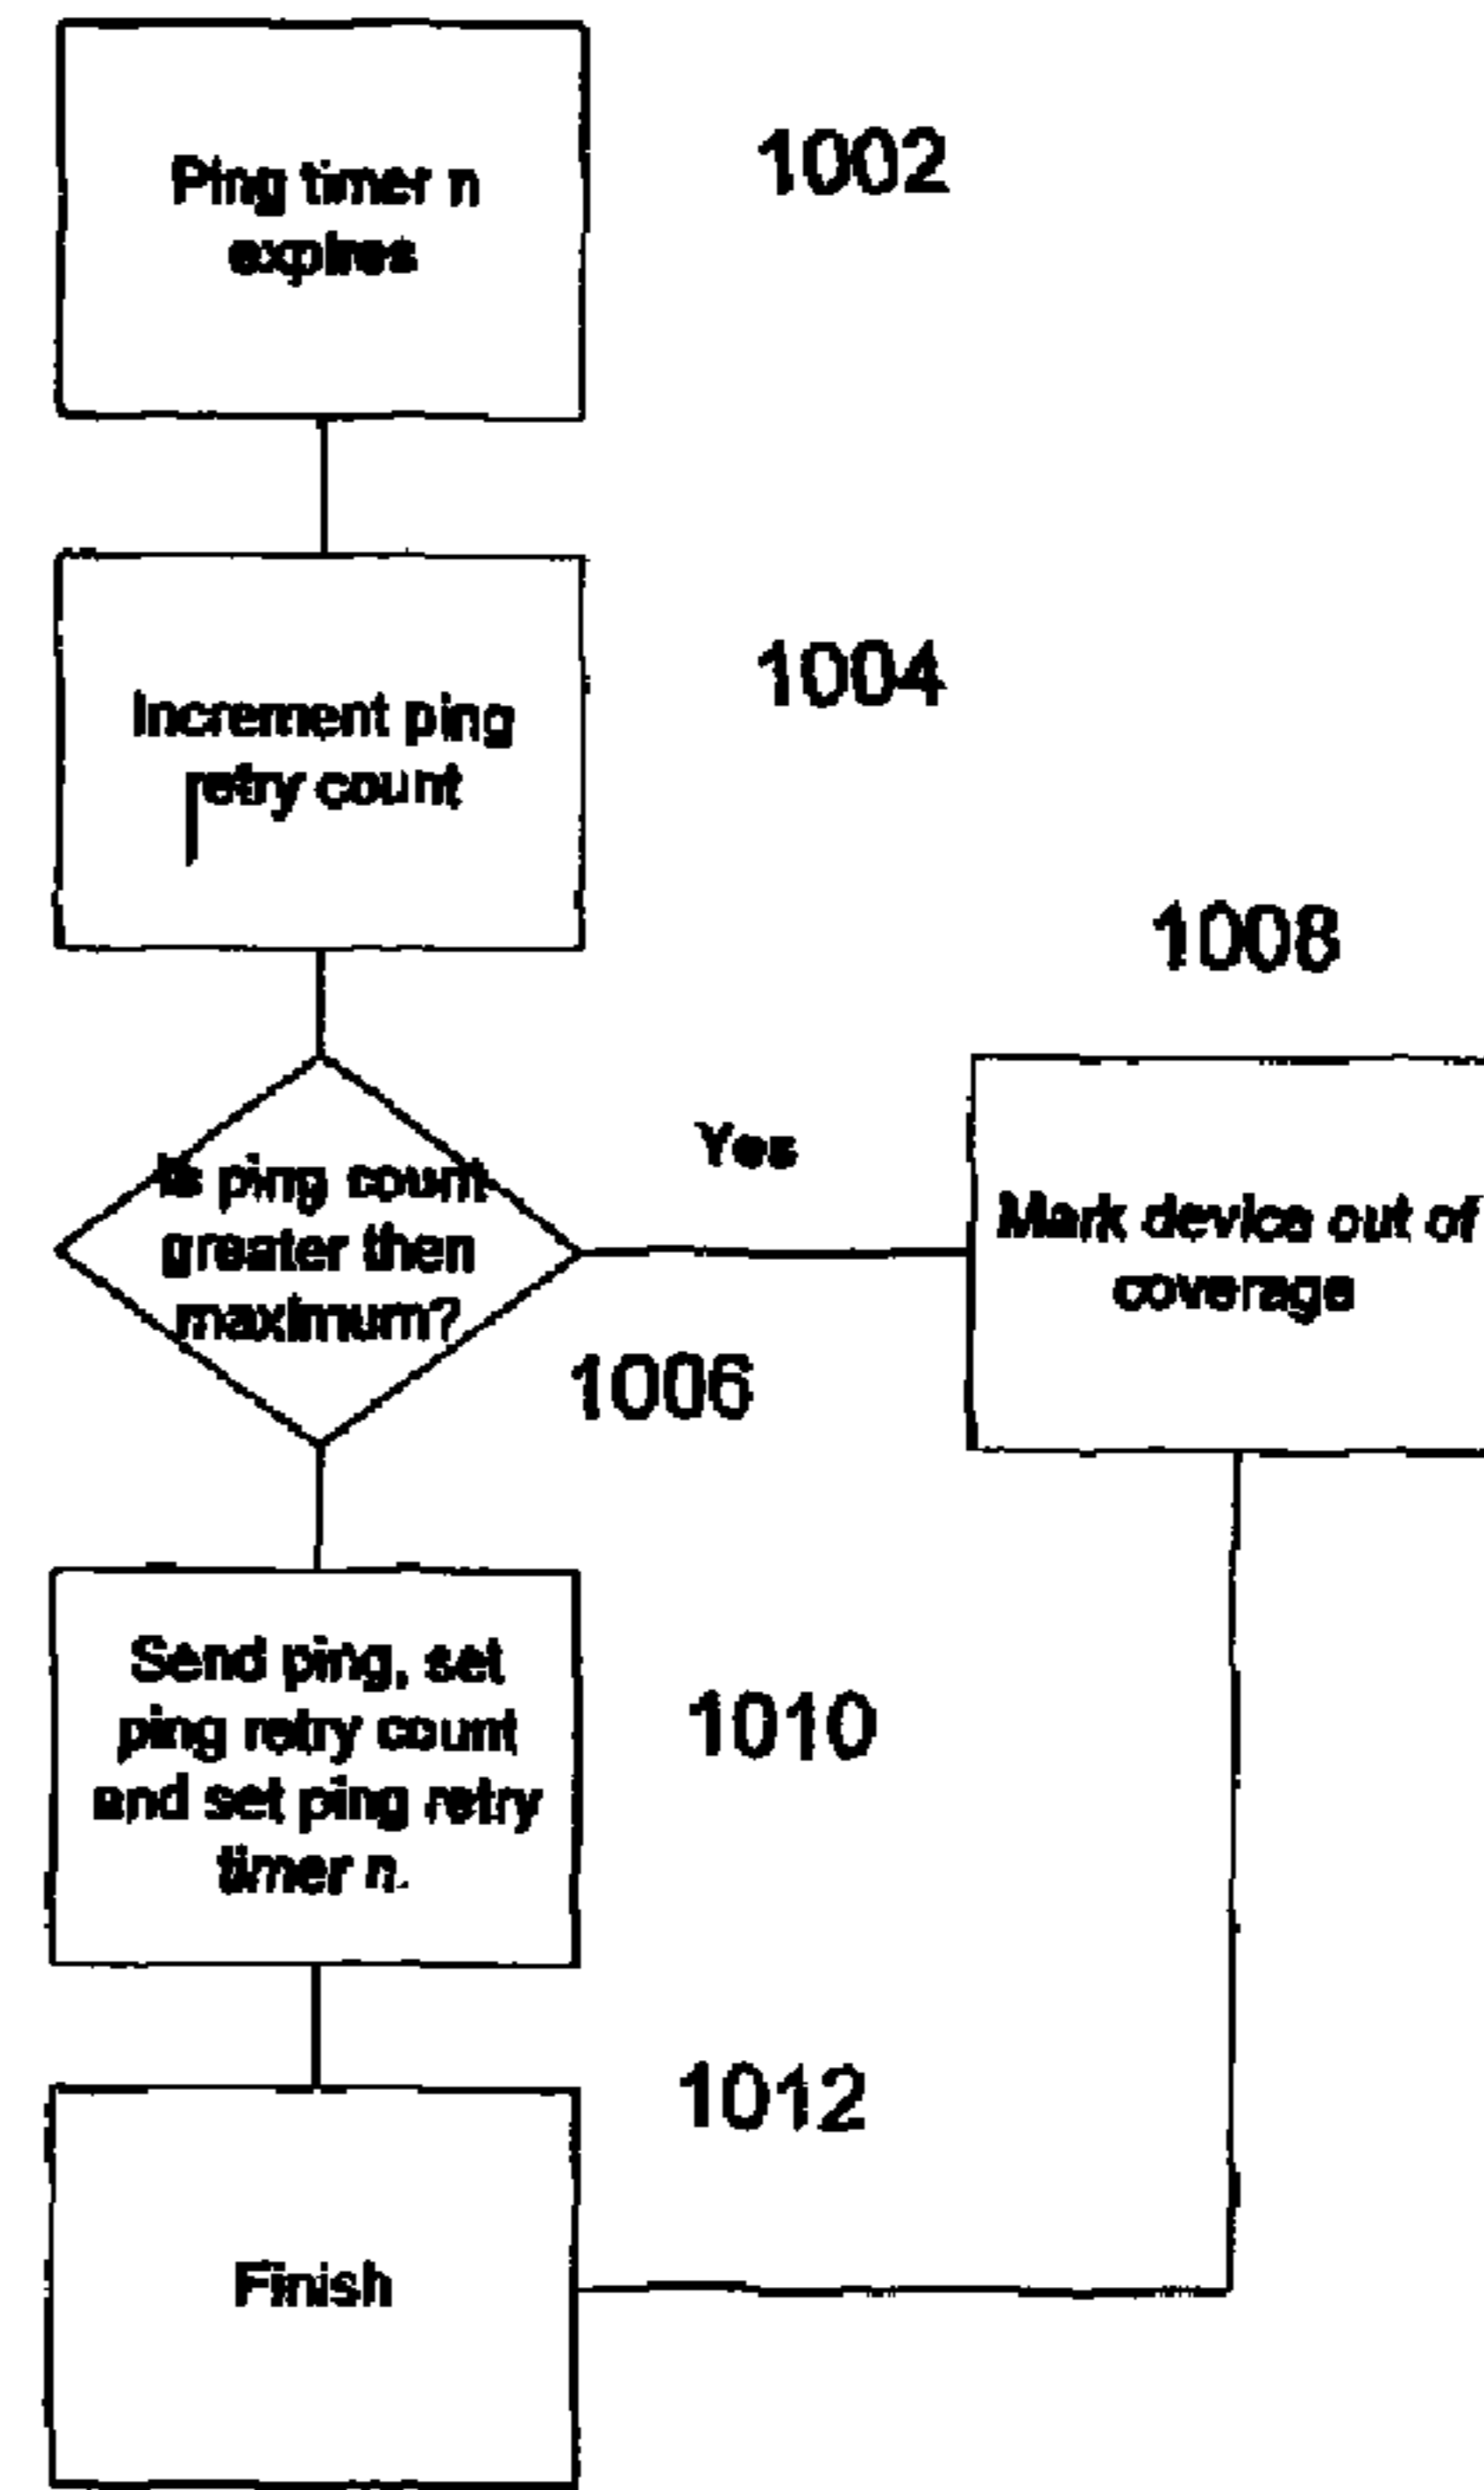 Ping timer n
expires
1002
Increment ping
retry count
1004
Is ping count
greater then
maximum?
1006
Yes
1008
Mark device out of
coverage
Send ping, set
ping retry count
and set ping retry
timer n.
1010
1012
Finish